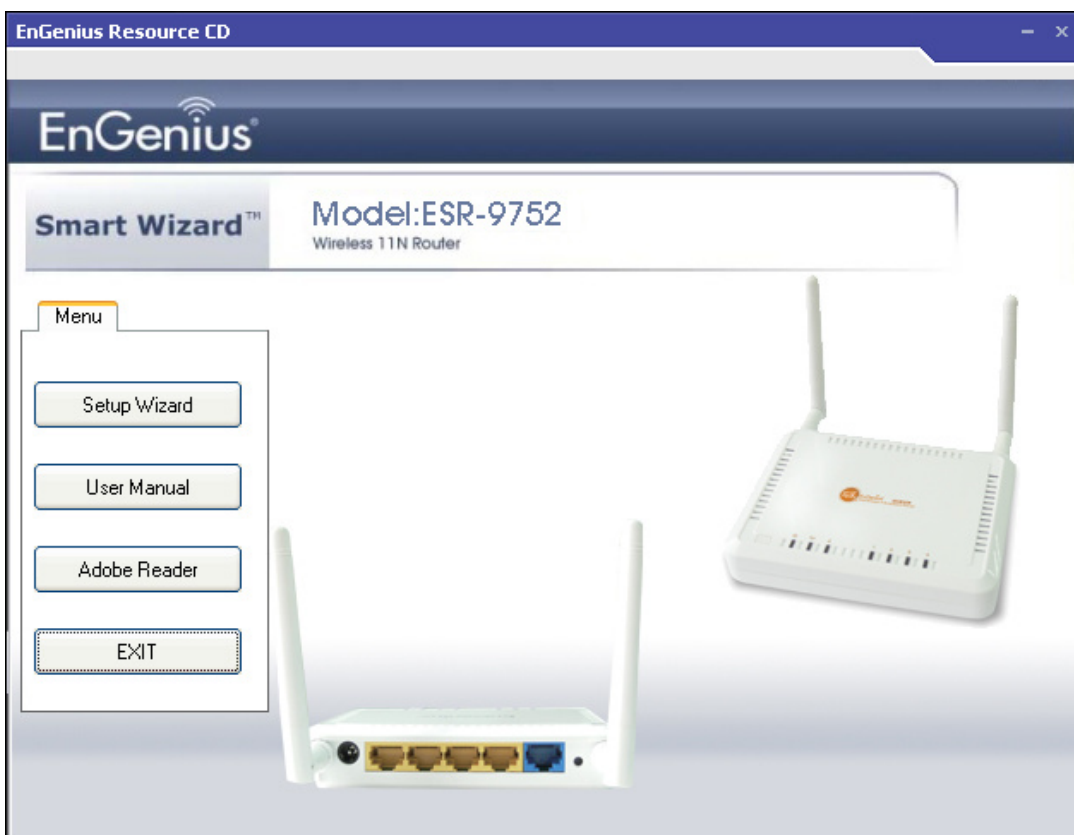 EnGenius Resource CD
EnGenius®
Smart Wizard™
Model:ESR-9752
Wireless 11N Router
Menu
Setup Wizard
User Manual
Adobe Reader
EXIT